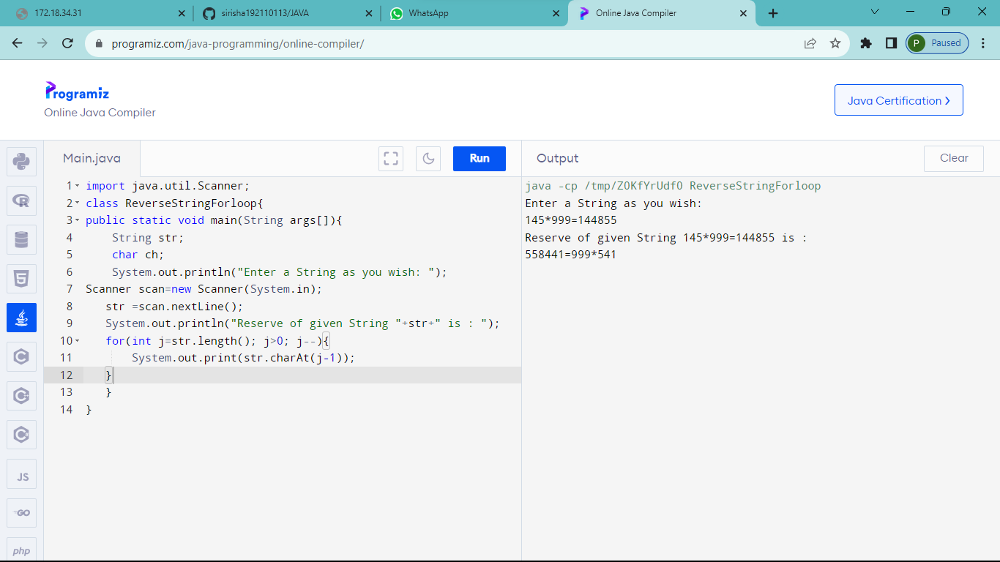 172.18.34.31
sirisha192110113/JAVA
WhatsApp
Online Java Compiler
programiz.com/java-programming/online-compiler/
P
Paused
Programiz
Online Java Compiler
Java Certification
Main.java
Run
Output
Clear
1 import java.util.Scanner;
2 class ReverseStringForloop{
3 public static void main(String args[]){
4 String str;
5 char ch;
6 System.out.println("Enter a String as you wish: ");
7 Scanner scan=new Scanner(System.in);
8 str =scan.nextLine();
9 System.out.println("Reserve of given String "+str+" is : ");
10 for(int j=str.length(); j>0; j--){
11 System.out.print(str.charAt(j-1));
12 }
13 }
14 }
java -cp /tmp/Z0KfYrUdf0 ReverseStringForloop
Enter a String as you wish:
145*999=144855
Reserve of given String 145*999=144855 is :
558441=999*541
R
5
C
C
C
JS
GO
php